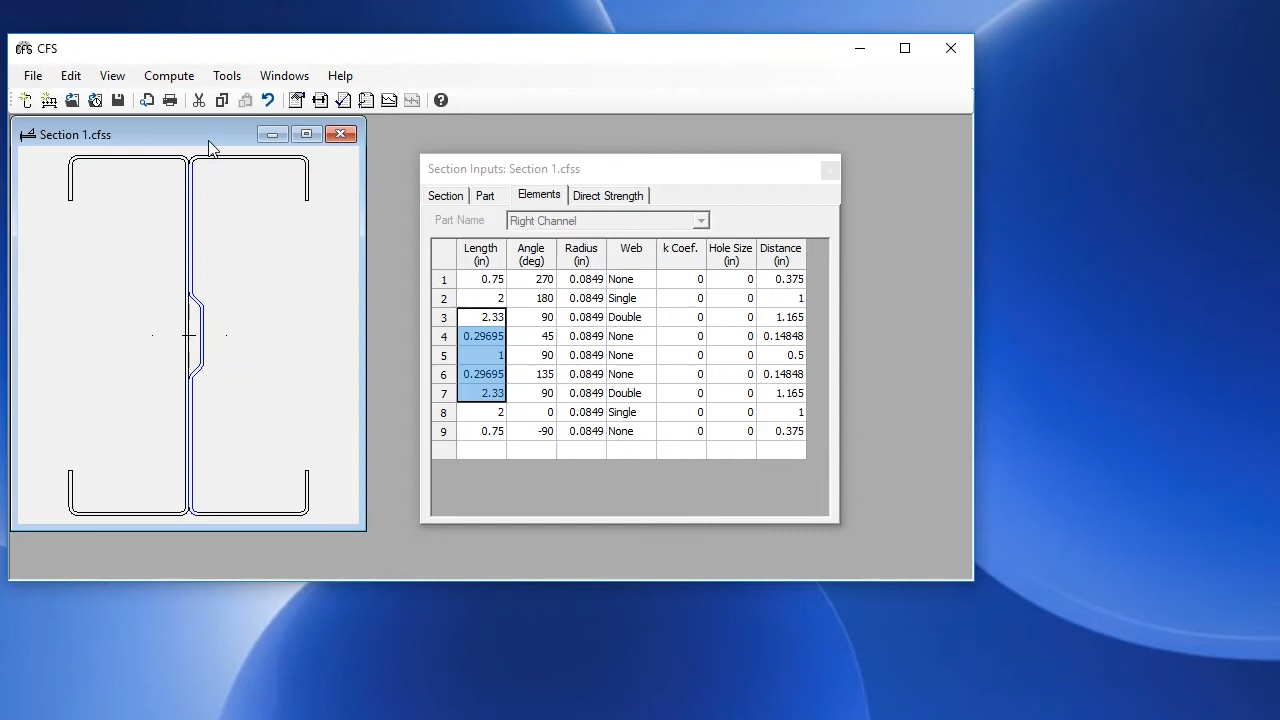 CFS CFS
File Edit View Compute Tools Windows Help
Section 1.cfss
Section Inputs: Section 1.cfss
Section Part Elements Direct Strength
Part Name Right Channel
Length (in) Angle (deg) Radius (in) Web k Coef. Hole Size (in) Distance (in)
1 0.75 270 0.0849 None 0 0 0.375
2 2 180 0.0849 Single 0 0 1
3 2.33 90 0.0849 Double 0 0 1.165
4 0.29695 45 0.0849 None 0 0 0.14848
5 1 90 0.0849 None 0 0 0.5
6 0.29695 135 0.0849 None 0 0 0.14848
7 2.33 90 0.0849 Double 0 0 1.165
8 2 0 0.0849 Single 0 0 1
9 0.75 -90 0.0849 None 0 0 0.375